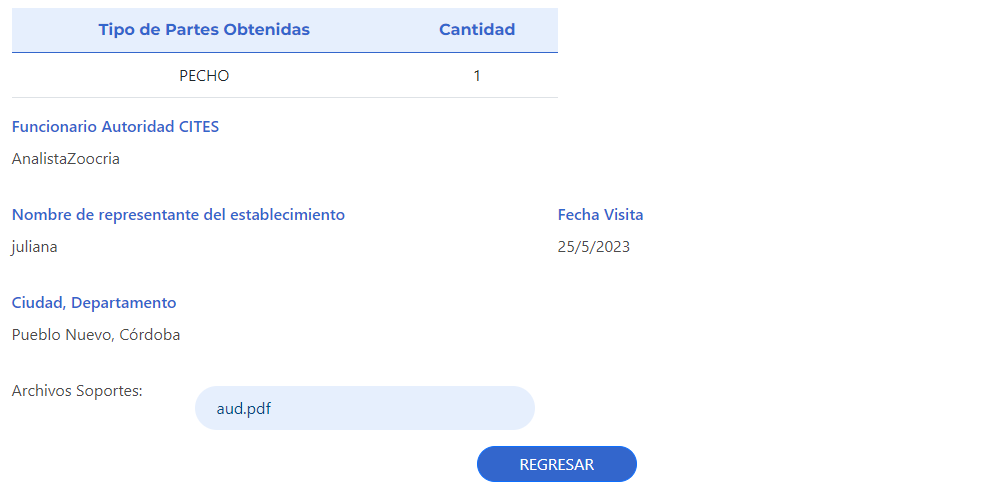 Tipo de Partes Obtenidas Cantidad
PECHO 1
Funcionario Autoridad CITES
AnalistaZoocria
Nombre de representante del establecimiento Fecha Visita
juliana 25/5/2023
Ciudad, Departamento
Pueblo Nuevo, Córdoba
Archivos Soportes: aud.pdf
REGRESAR